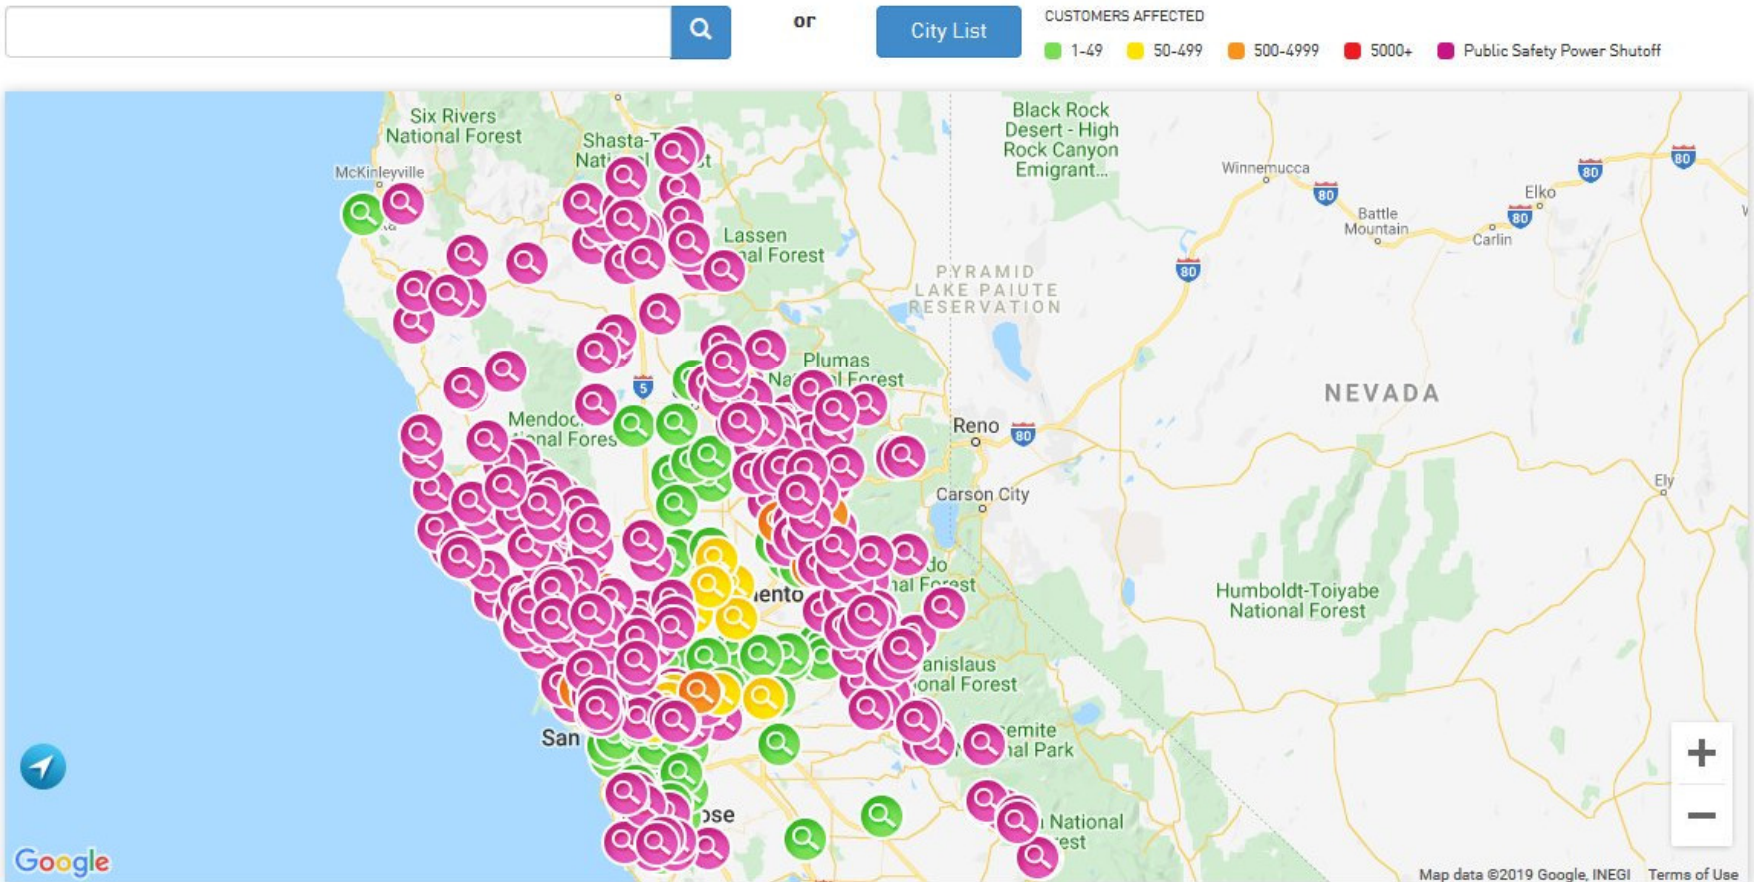 or
City List
CUSTOMERS AFFECTED
1-49
50-499
500-4999
5000+
Public Safety Power Shutoff
Six Rivers
National Forest
Black Rock
Desert - High
Rock Canyon
Emigrant...
McKinleyville
Winnemucca
80
80
80
Elko
80
Battle
Mountain
Carlin
Lassen
80
PYRAMID
LAKE PAIUTE
RESERVATION
Plumas
5
NEVADA
Reno
80
Carson City
Ely
Humboldt-Toiyabe
National Forest
San
National
Google
+
−
Map data ©2019 Google, INEGI
Terms of Use